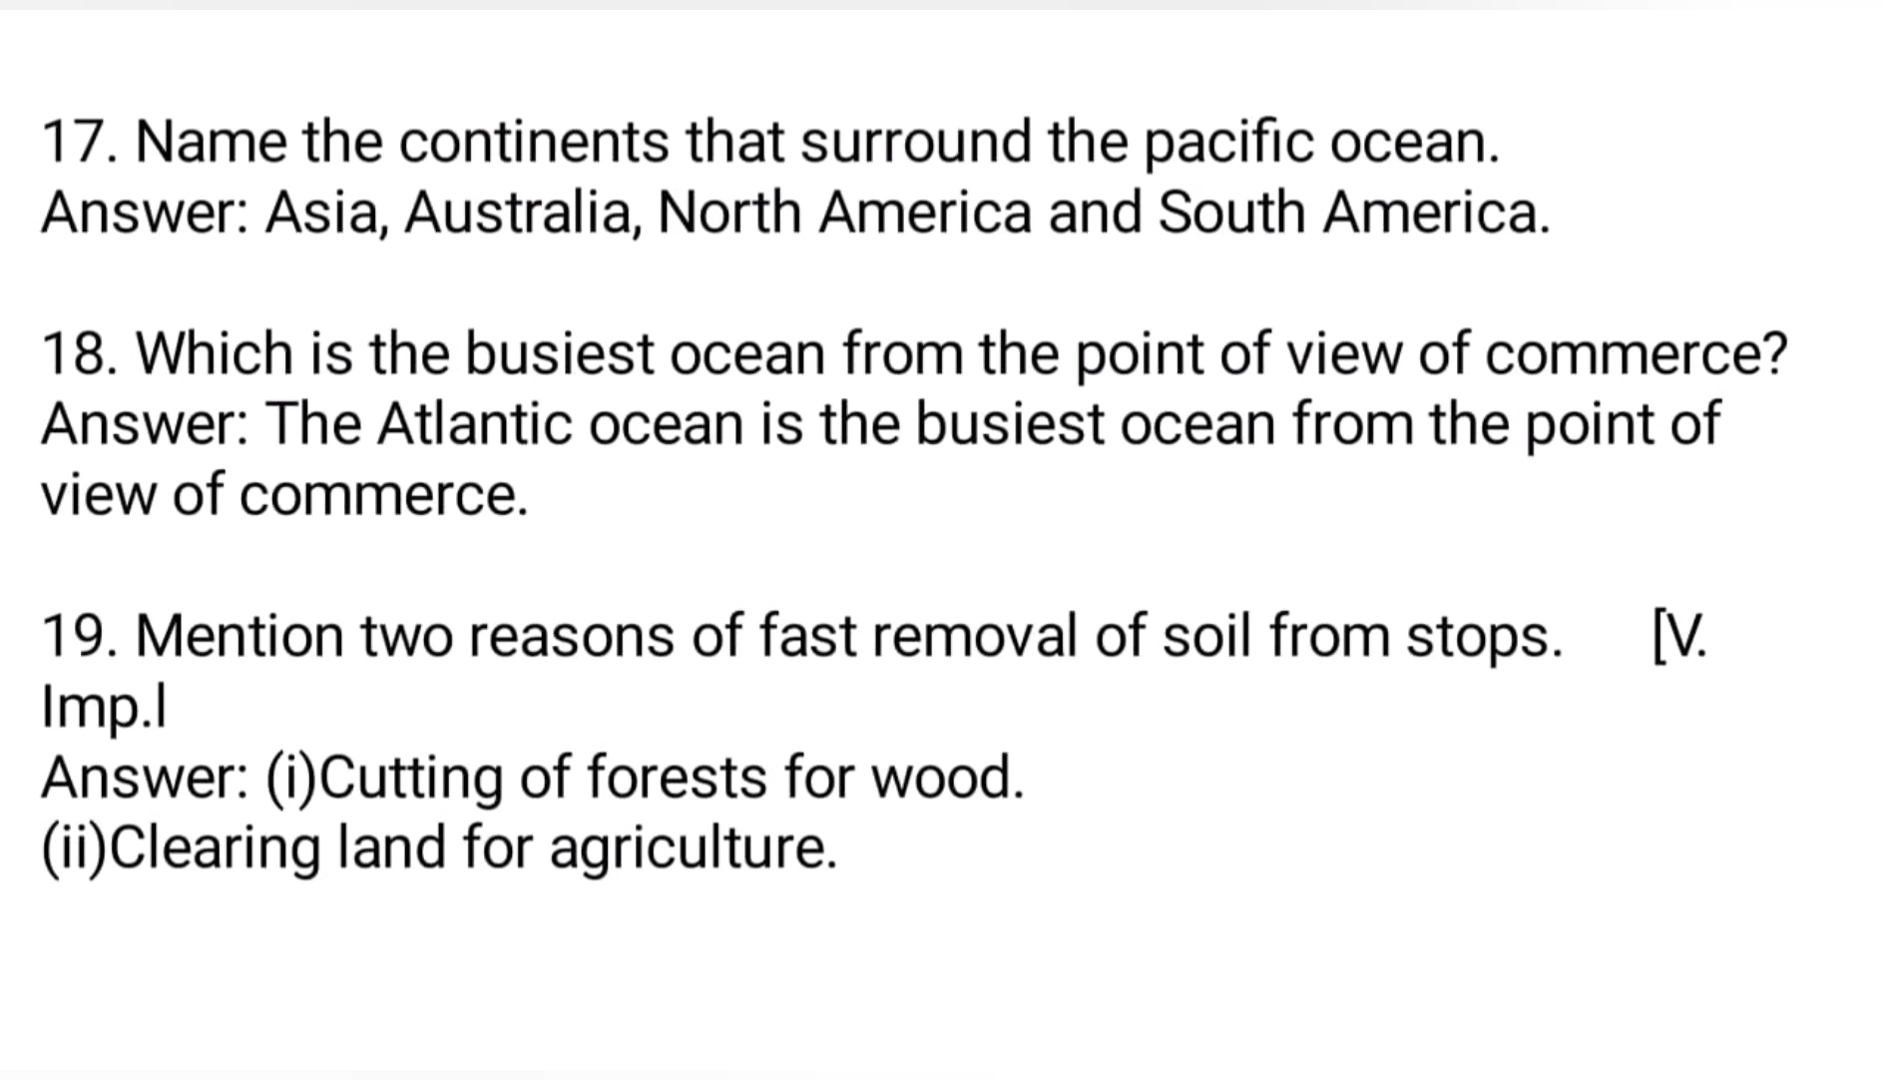 17. Name the continents that surround the pacific ocean.
Answer: Asia, Australia, North America and South America.
18. Which is the busiest ocean from the point of view of commerce?
Answer: The Atlantic ocean is the busiest ocean from the point of
view of commerce.
19. Mention two reasons of fast removal of soil from stops. [V.
Imp.l
Answer: (i)Cutting of forests for wood.
(ii)Clearing land for agriculture.